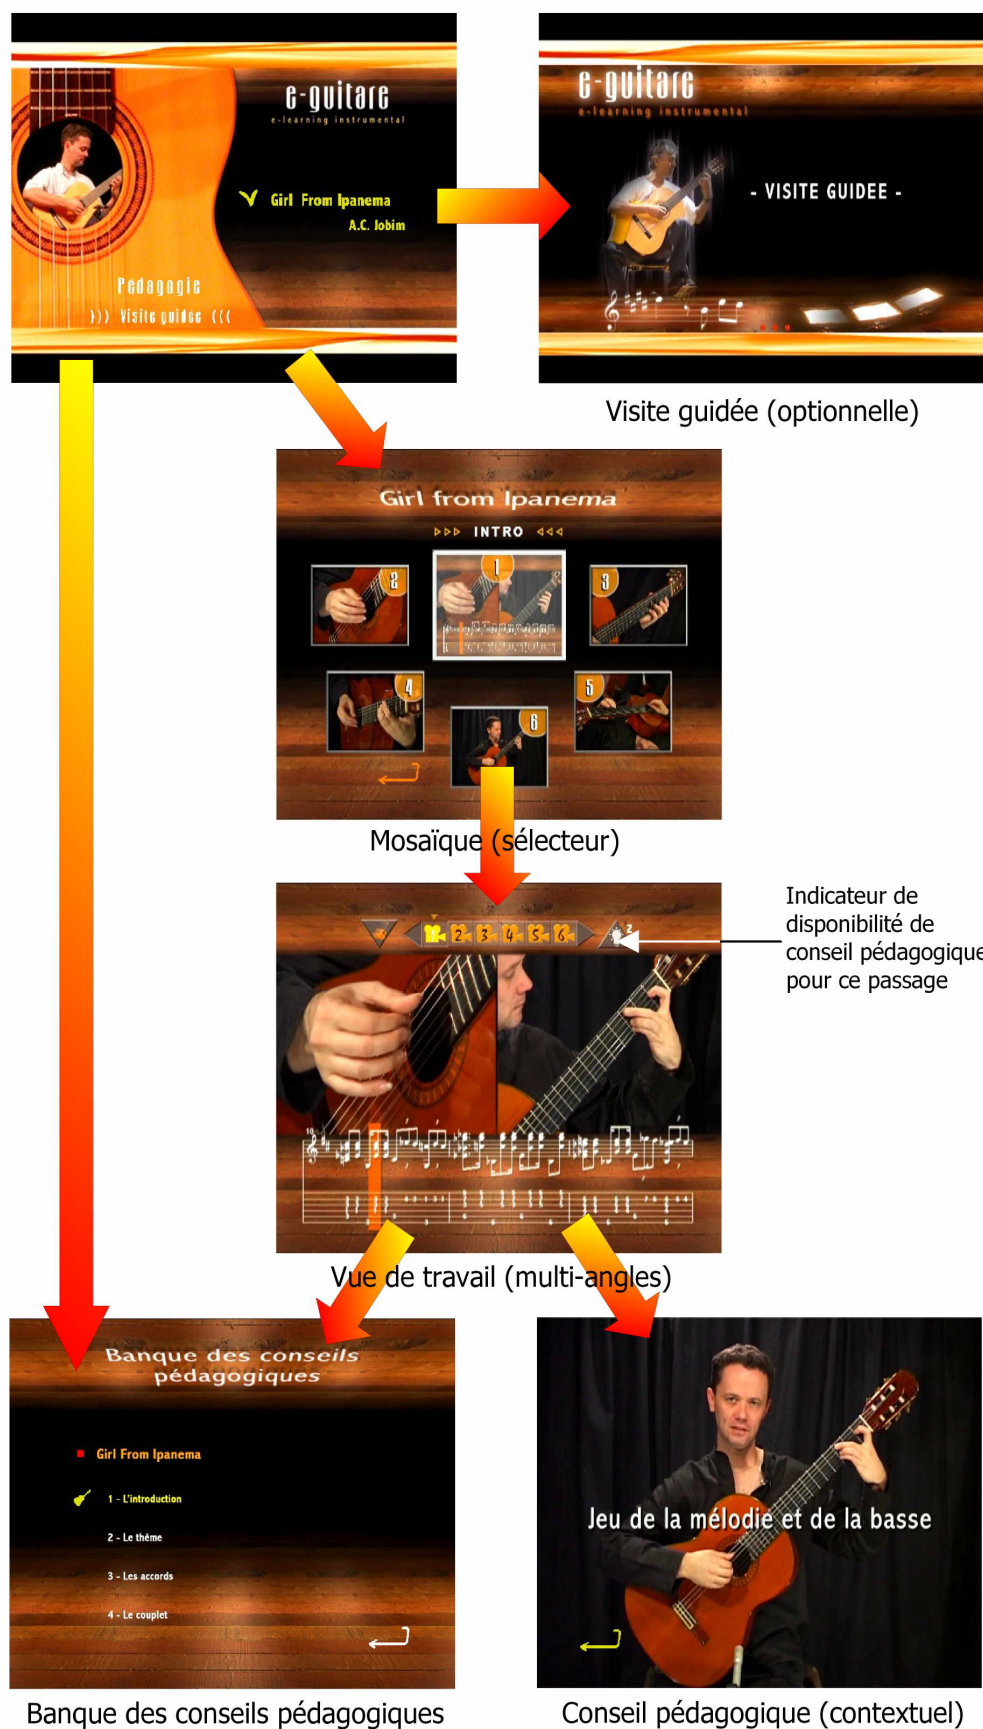 e-guitare
e-learning instrumental
Girl From Ipanema
A.C. Jobim
Pédagogie
))) Visite guidée (((
e-guitare
e-learning instrumental
- VISITE GUIDEE -
Visite guidée (optionnelle)
Girl from Ipanema
INTRO
1
2
3
4
5
6
Mosaïque (sélecteur)
1 2 3 4 5 6
2
Indicateur de
disponibilité de
conseil pédagogique
pour ce passage
10
Vue de travail (multi-angles)
Banque des conseils
pédagogiques
Girl From Ipanema
1 - L'introduction
2 - Le thème
3 - Les accords
4 - Le couplet
Banque des conseils pédagogiques
Jeu de la mélodie et de la basse
Conseil pédagogique (contextuel)